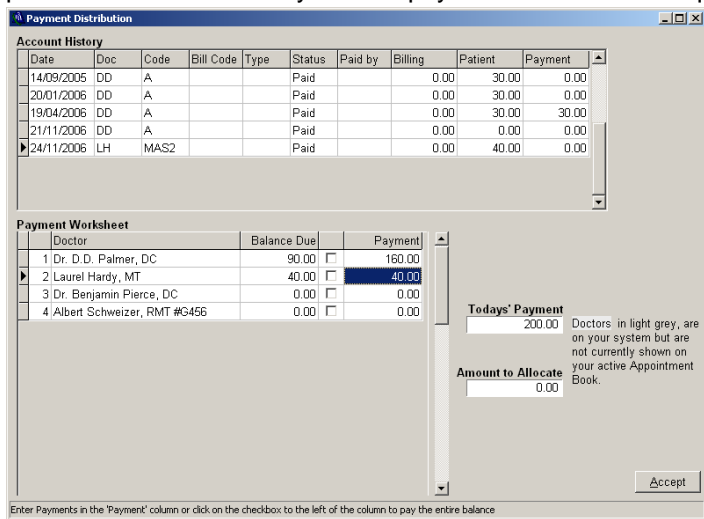 Payment Distribution
Account History
Date Doc Code Bill Code Type Status Paid by Billing Patient Payment
14/09/2005 DD A Paid 0.00 30.00 0.00
20/01/2006 DD A Paid 0.00 30.00 0.00
19/04/2006 DD A Paid 0.00 30.00 30.00
21/11/2006 DD A Paid 0.00 0.00 0.00
24/11/2006 LH MAS2 Paid 0.00 40.00 0.00
Payment Worksheet
Doctor Balance Due Payment
1 Dr. D.D. Palmer, DC 90.00 160.00
2 Laurel Hardy, MT 40.00 40.00
3 Dr. Benjamin Pierce, DC 0.00 0.00
4 Albert Schweizer, RMT #G456 0.00 0.00
Todays' Payment
200.00
Doctors in light grey, are
on your system but are
not currently shown on
your active Appointment
Book.
Amount to Allocate
0.00
Accept
Enter Payments in the 'Payment' column or click on the checkbox to the left of the column to pay the entire balance